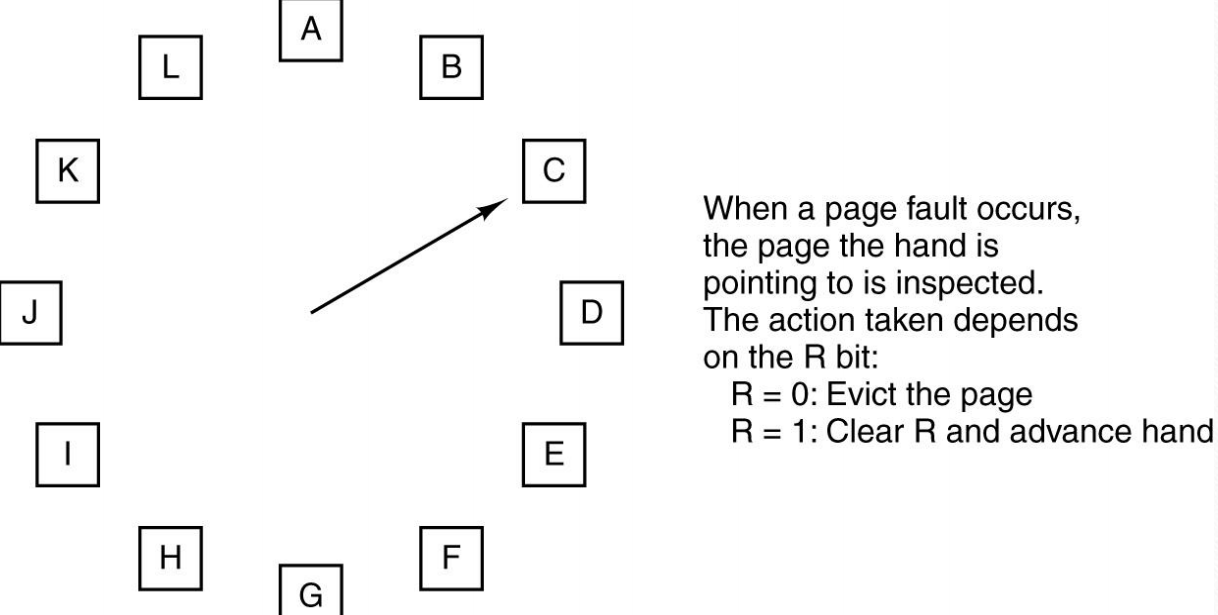 A
L
B
K
C
When a page fault occurs,
the page the hand is
pointing to is inspected.
The action taken depends
on the R bit:
R = 0: Evict the page
R = 1: Clear R and advance hand
J
D
I
E
H
F
G